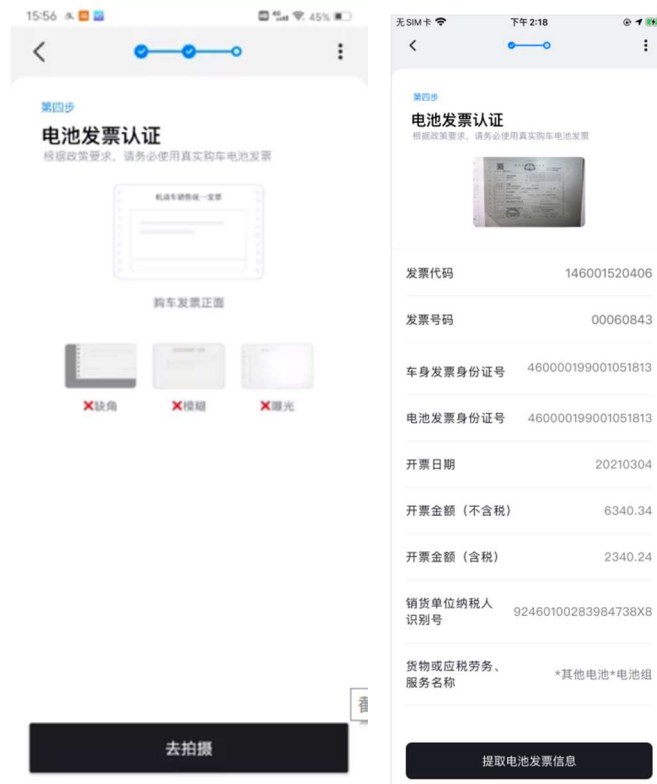 15:56
45%
第四步
电池发票认证
根据政策要求，请务必使用真实购车电池发票
机动车销售统一发票
购车发票正面
缺角
模糊
曝光
去拍摄
无SIM卡
下午2:18
第四步
电池发票认证
根据政策要求，请务必使用真实购车电池发票
发票代码 146001520406
发票号码 00060843
车身发票身份证号 460000199001051813
电池发票身份证号 460000199001051813
开票日期 20210304
开票金额（不含税） 6340.34
开票金额（含税） 2340.24
销货单位纳税人
识别号 92460100283984738X8
货物或应税劳务、
服务名称 *其他电池*电池组
提取电池发票信息